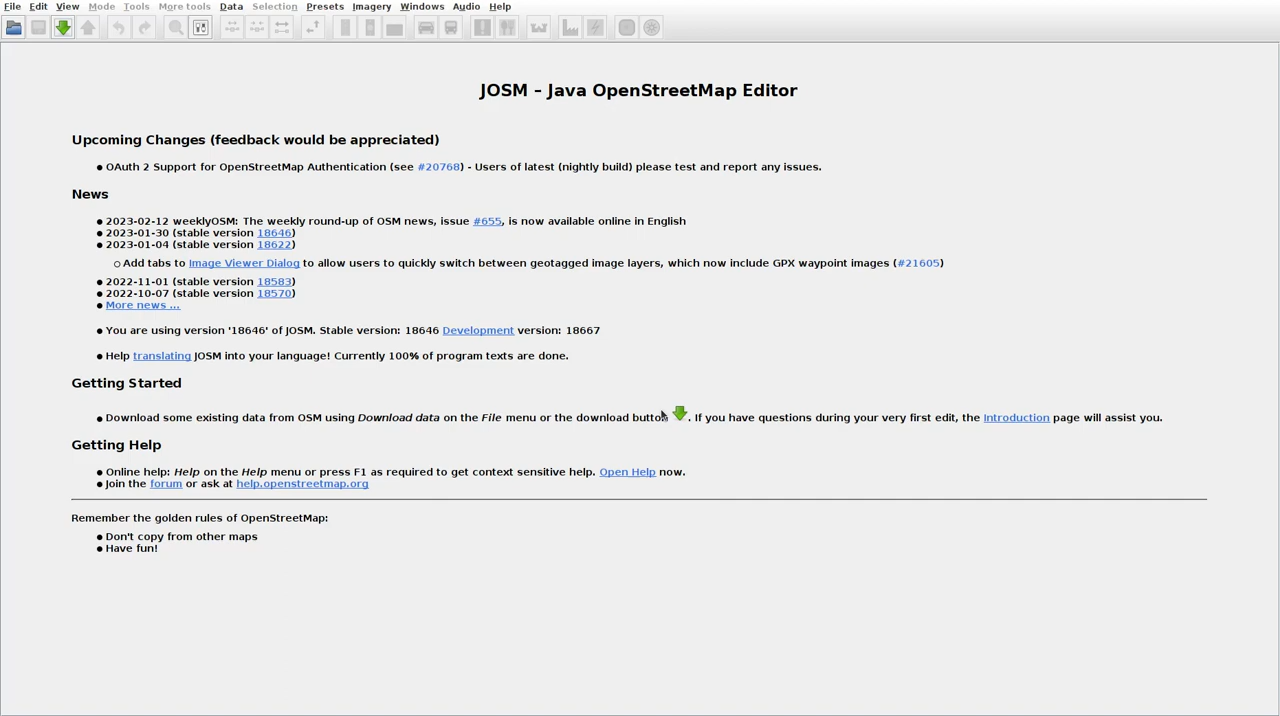 File Edit View Mode Tools More tools Data Selection Presets Imagery Windows Audio Help
JOSM – Java OpenStreetMap Editor
Upcoming Changes (feedback would be appreciated)
● OAuth 2 Support for OpenStreetMap Authentication (see #20768) - Users of latest (nightly build) please test and report any issues.
News
● 2023-02-12 weeklyOSM: The weekly round-up of OSM news, issue #655, is now available online in English
● 2023-01-30 (stable version 18646)
● 2023-01-04 (stable version 18622)
○ Add tabs to Image Viewer Dialog to allow users to quickly switch between geotagged image layers, which now include GPX waypoint images (#21605)
● 2022-11-01 (stable version 18583)
● 2022-10-07 (stable version 18570)
● More news ...
● You are using version '18646' of JOSM. Stable version: 18646 Development version: 18667
● Help translating JOSM into your language! Currently 100% of program texts are done.
Getting Started
● Download some existing data from OSM using Download data on the File menu or the download button . If you have questions during your very first edit, the Introduction page will assist you.
Getting Help
● Online help: Help on the Help menu or press F1 as required to get context sensitive help. Open Help now.
● Join the forum or ask at help.openstreetmap.org
Remember the golden rules of OpenStreetMap:
● Don't copy from other maps
● Have fun!